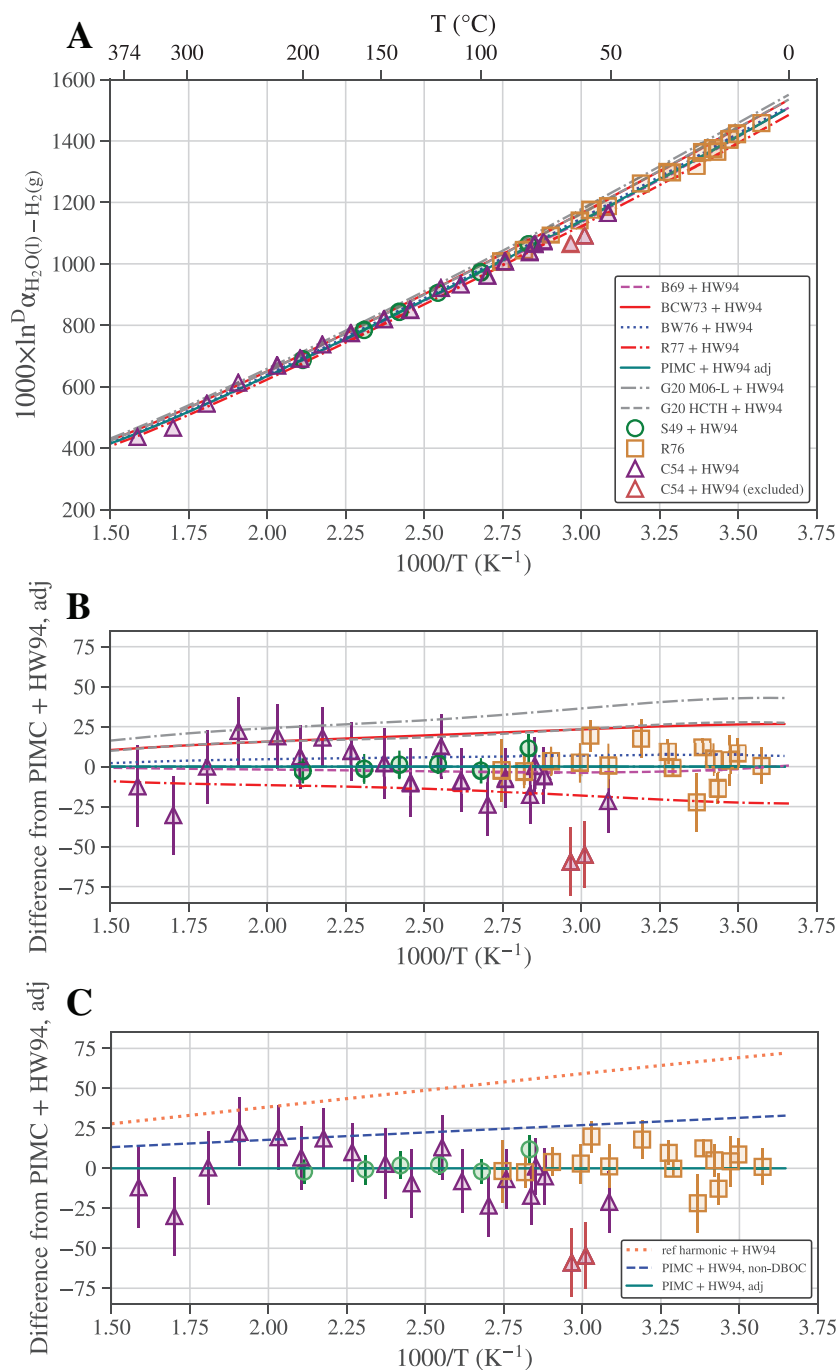 A
T (°C)
374 300 200 150 100 50 0
1600
1400
1200
1000
800
600
400
200
1000×lnᴰαH₂O(l)−H₂(g)
B69 + HW94
BCW73 + HW94
BW76 + HW94
R77 + HW94
PIMC + HW94 adj
G20 M06-L + HW94
G20 HCTH + HW94
S49 + HW94
R76
C54 + HW94
C54 + HW94 (excluded)
1.50 1.75 2.00 2.25 2.50 2.75 3.00 3.25 3.50 3.75
1000/T (K⁻¹)
B
75
50
25
0
−25
−50
−75
Difference from PIMC + HW94, adj
1.50 1.75 2.00 2.25 2.50 2.75 3.00 3.25 3.50 3.75
1000/T (K⁻¹)
C
75
50
25
0
−25
−50
−75
Difference from PIMC + HW94, adj
ref harmonic + HW94
PIMC + HW94, non-DBOC
PIMC + HW94, adj
1.50 1.75 2.00 2.25 2.50 2.75 3.00 3.25 3.50 3.75
1000/T (K⁻¹)